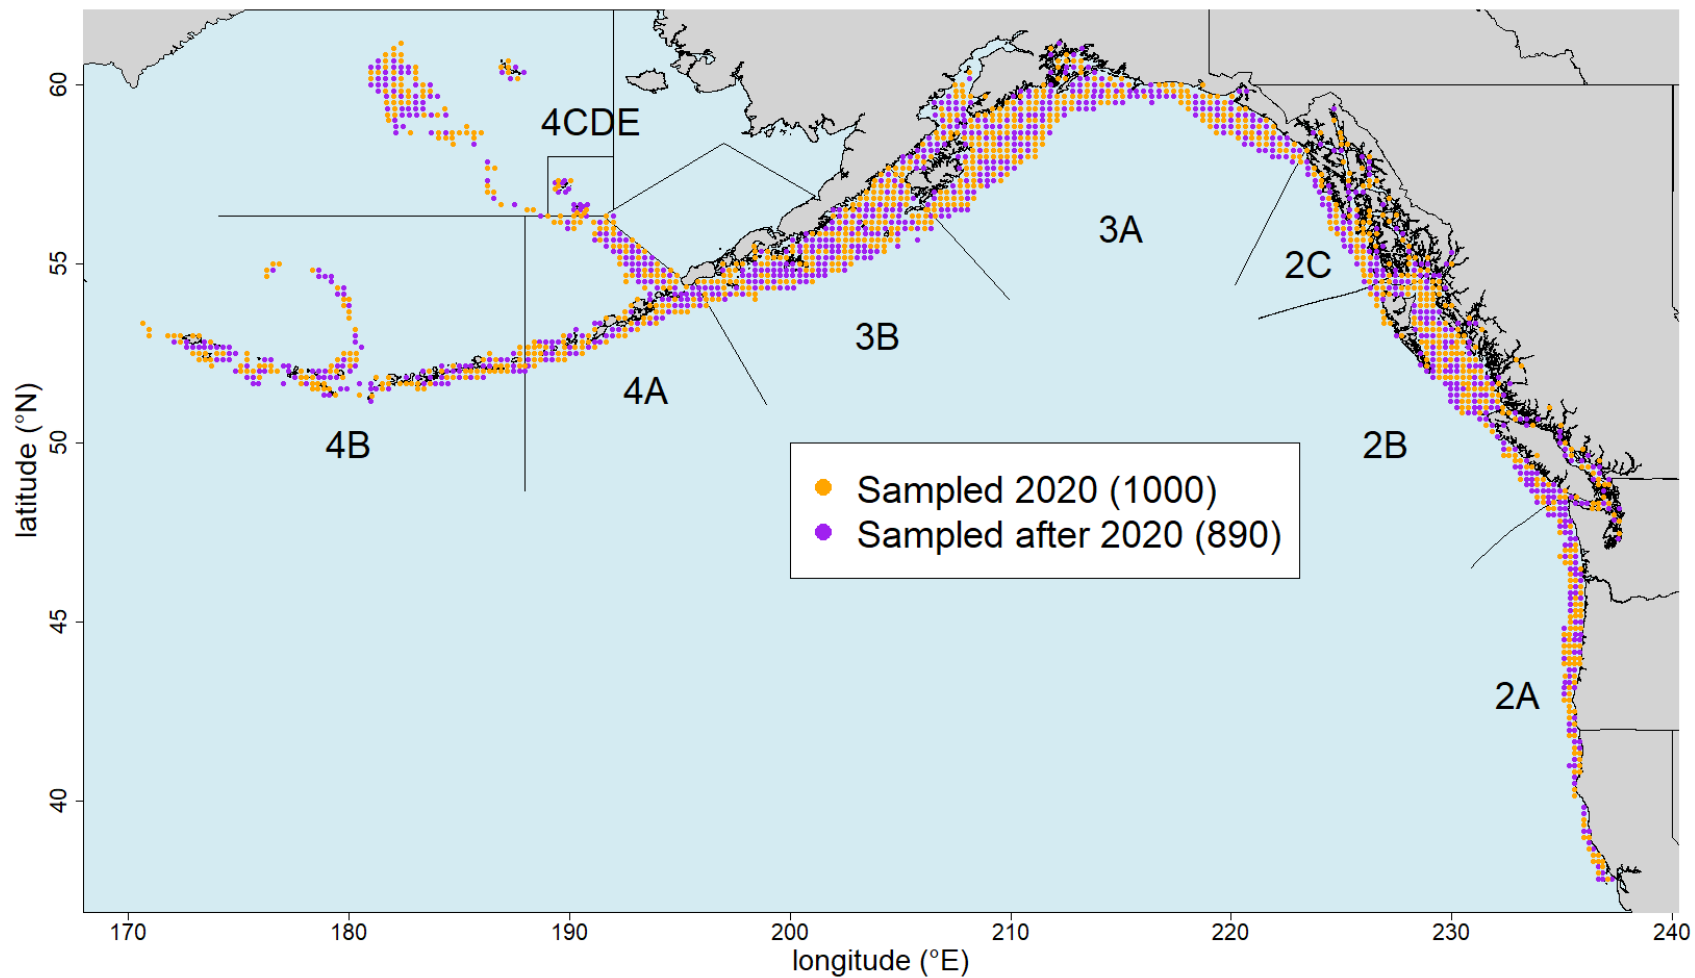 60
55
50
45
40
latitude (°N)
4CDE
3A
2C
3B
4A
4B
2B
2A
Sampled 2020 (1000)
Sampled after 2020 (890)
170
180
190
200
210
220
230
240
longitude (°E)